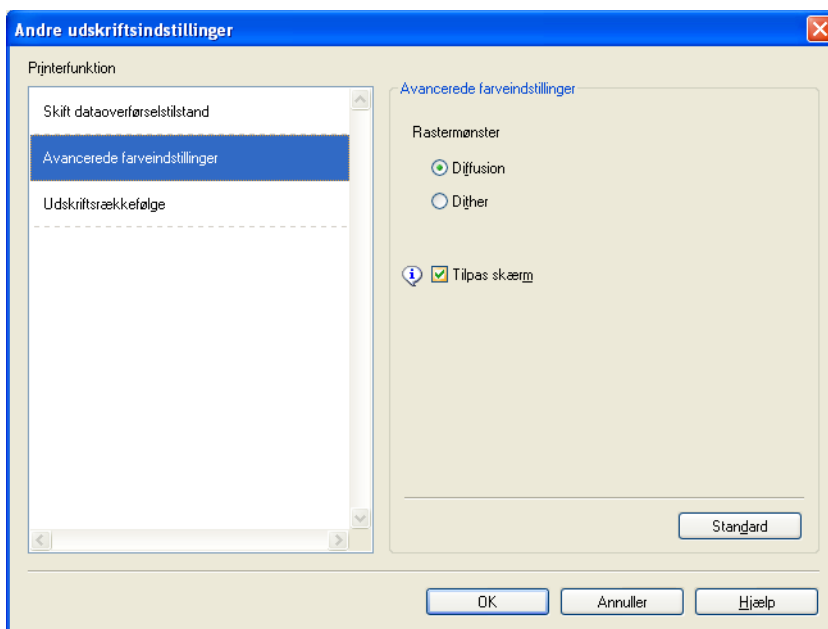 Andre udskriftsindstillinger
Printerfunktion
Skift dataoverførselstilstand
Avancerede farveindstillinger
Udskriftsrækkefølge
Avancerede farveindstillinger
Rastermønster
Diffusion
Dither
Tilpas skærm
Standard
OK
Annuller
Hjælp